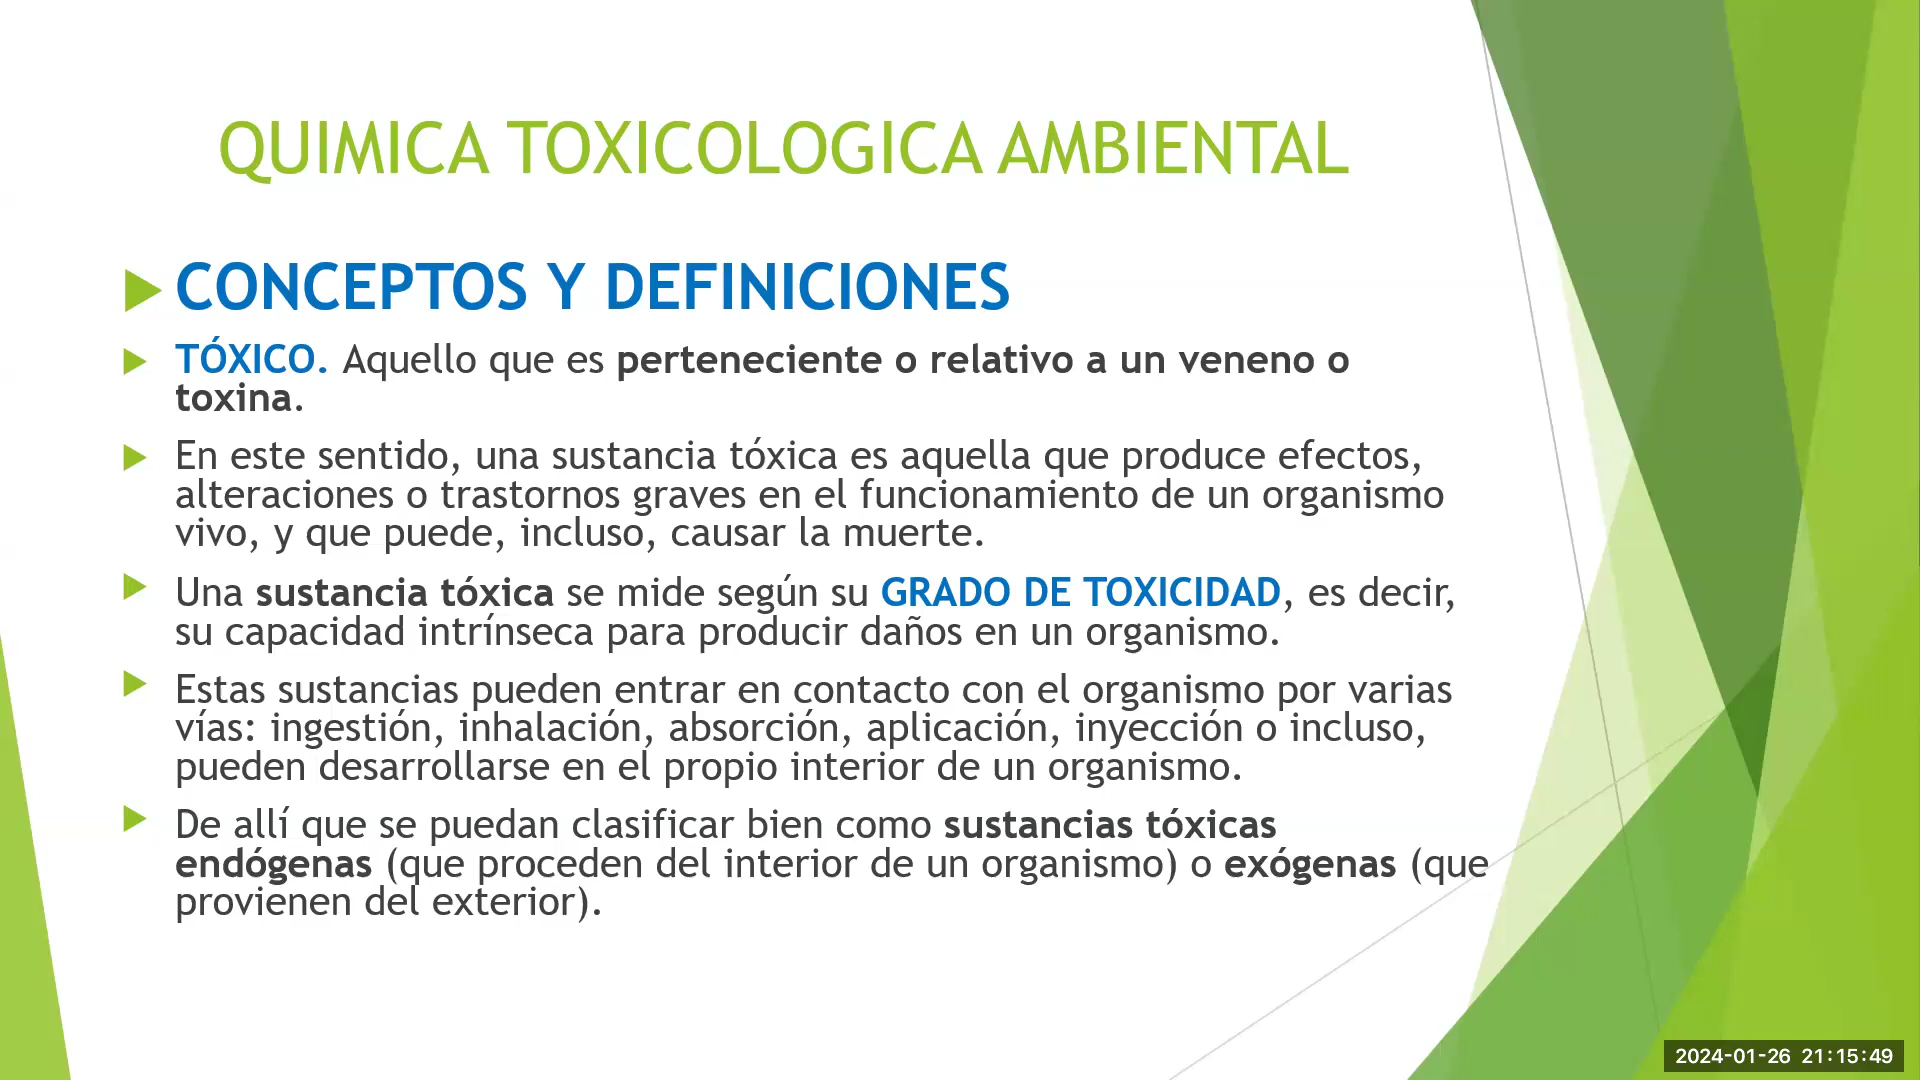 QUIMICA TOXICOLOGICA AMBIENTAL
CONCEPTOS Y DEFINICIONES
TÓXICO. Aquello que es perteneciente o relativo a un veneno o
toxina.
En este sentido, una sustancia tóxica es aquella que produce efectos,
alteraciones o trastornos graves en el funcionamiento de un organismo
vivo, y que puede, incluso, causar la muerte.
Una sustancia tóxica se mide según su GRADO DE TOXICIDAD, es decir,
su capacidad intrínseca para producir daños en un organismo.
Estas sustancias pueden entrar en contacto con el organismo por varias
vías: ingestión, inhalación, absorción, aplicación, inyección o incluso,
pueden desarrollarse en el propio interior de un organismo.
De allí que se puedan clasificar bien como sustancias tóxicas
endógenas (que proceden del interior de un organismo) o exógenas (que
provienen del exterior).
2024-01-26 21:15:49